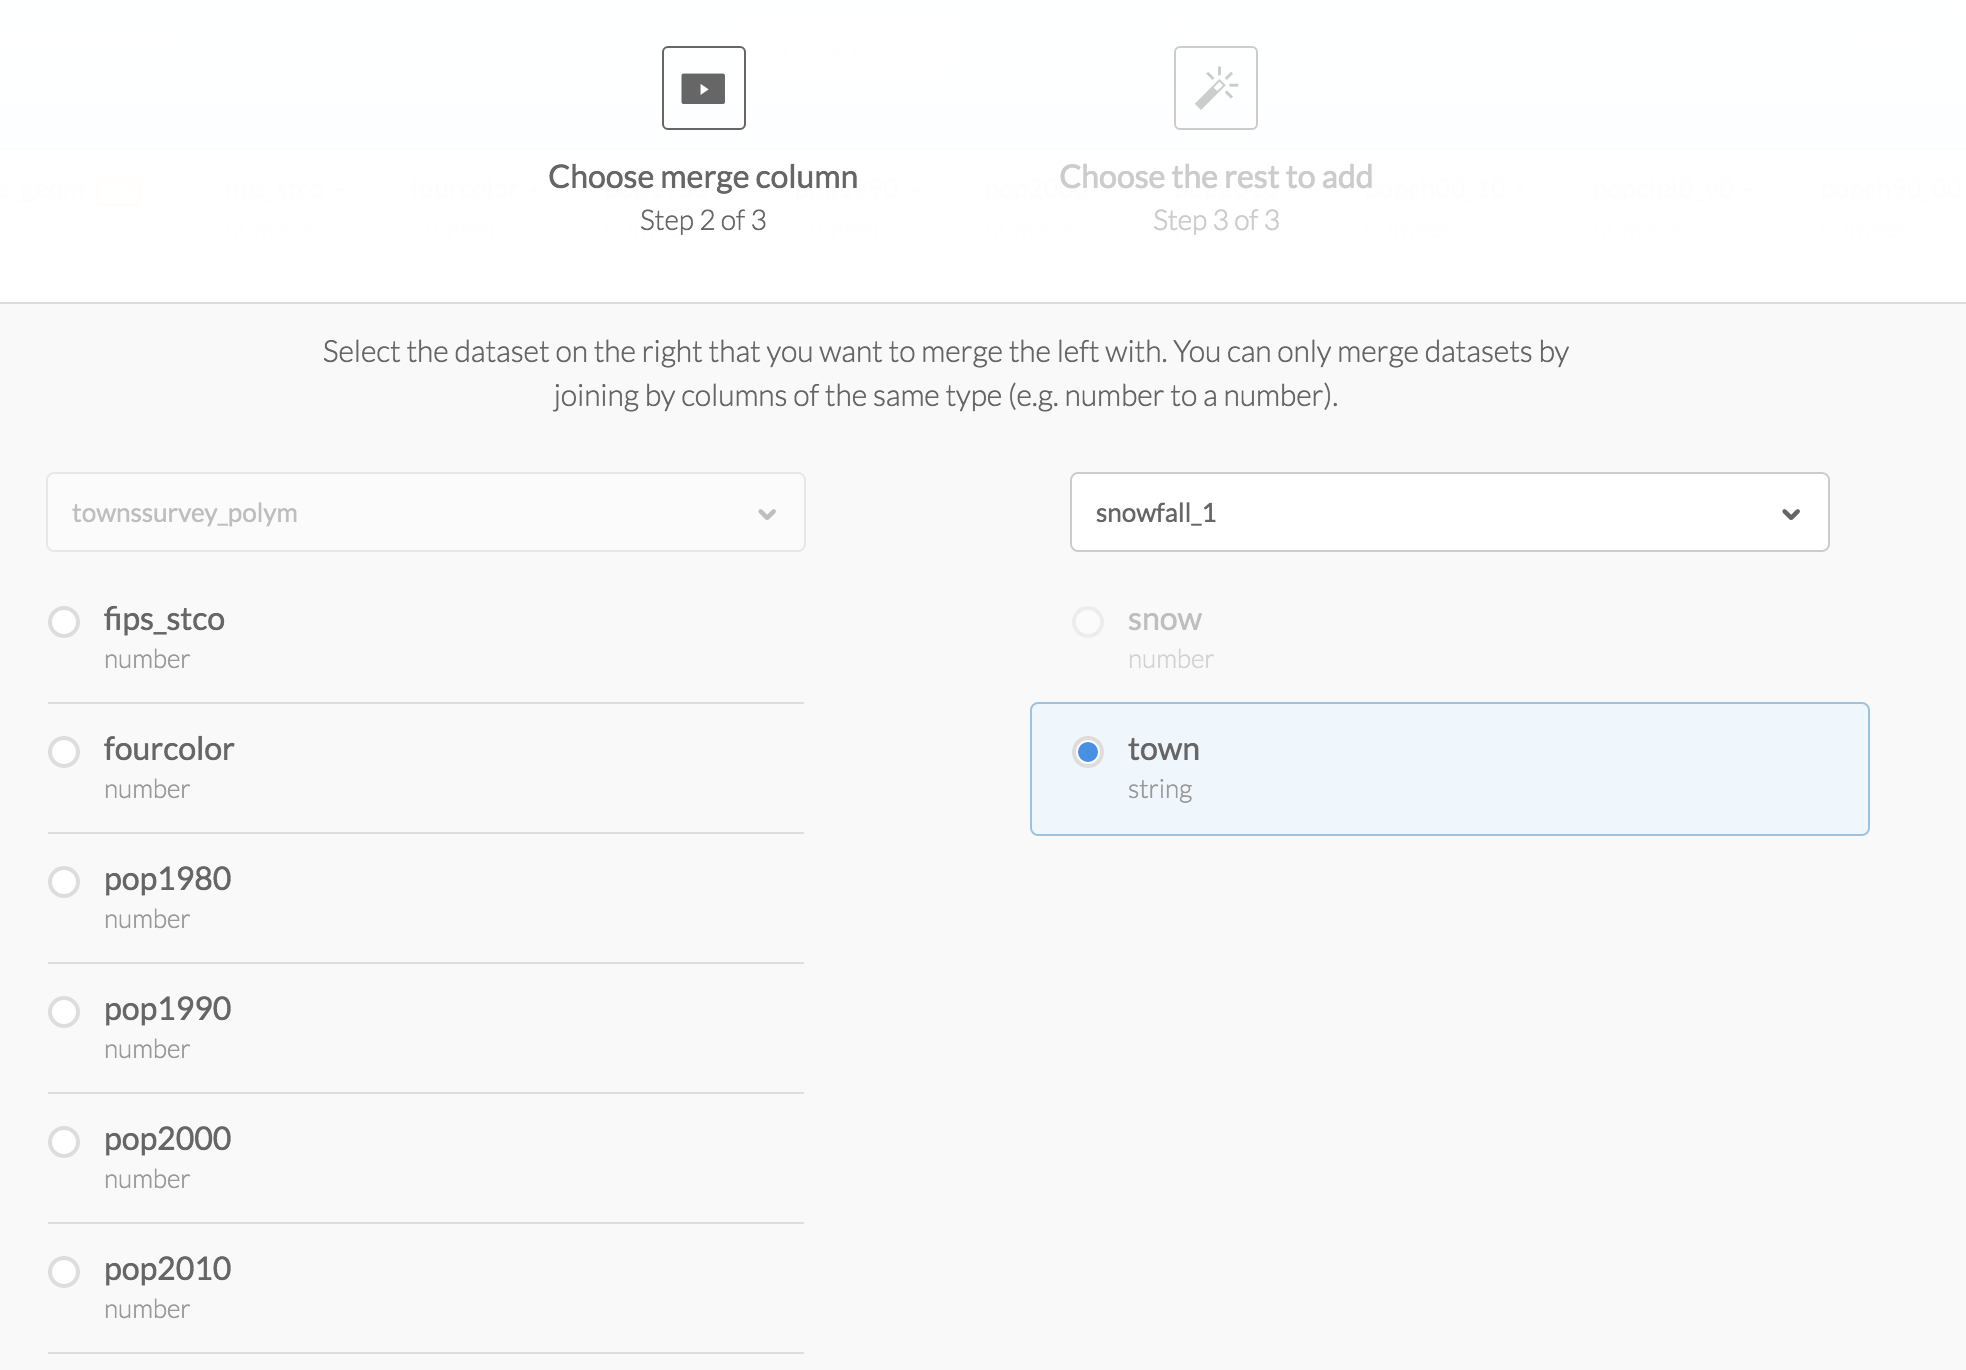 Choose merge column
Step 2 of 3
Choose the rest to add
Step 3 of 3
Select the dataset on the right that you want to merge the left with. You can only merge datasets by
joining by columns of the same type (e.g. number to a number).
townssurvey_polym
fips_stco
number
fourcolor
number
pop1980
number
pop1990
number
pop2000
number
pop2010
number
snowfall_1
snow
number
town
string